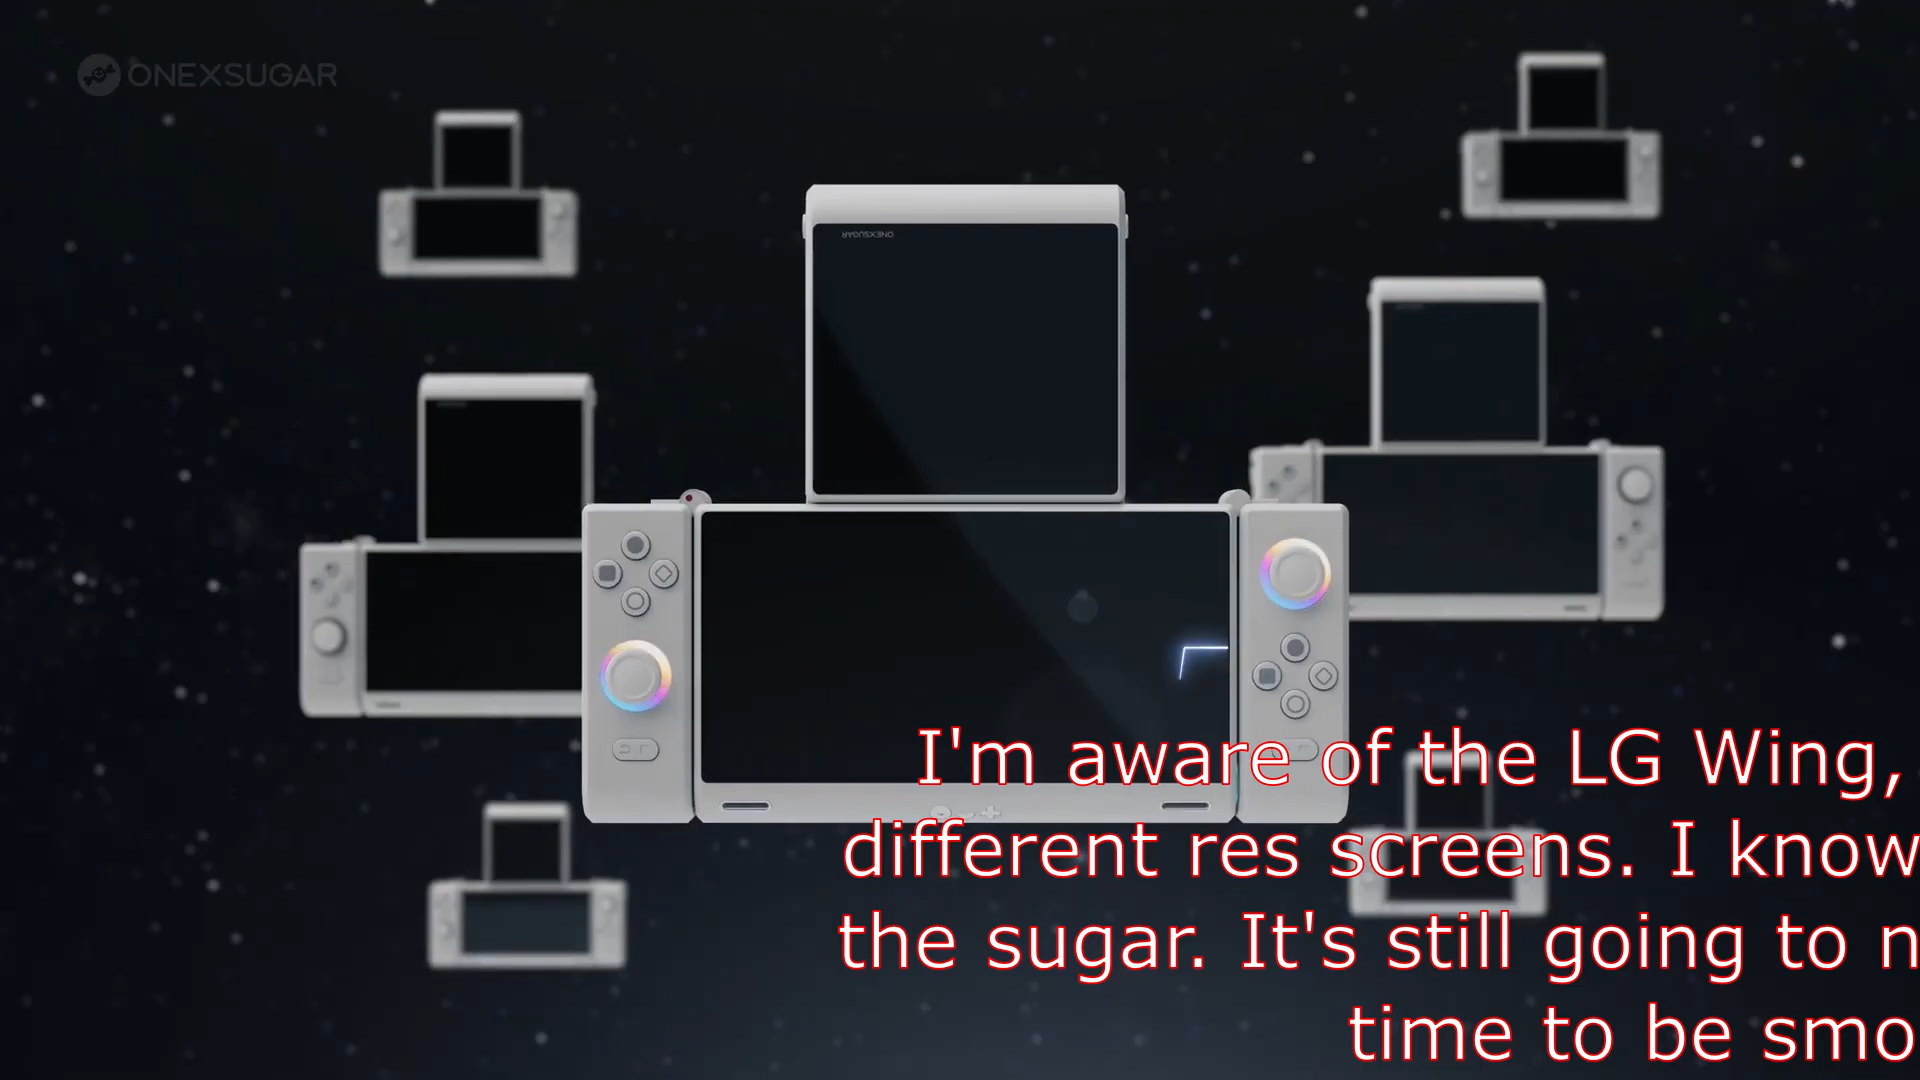 ONEXSUGAR
ONEXSUGAR
I'm aware of the LG Wing,
different res screens. I know
the sugar. It's still going to n
time to be smo